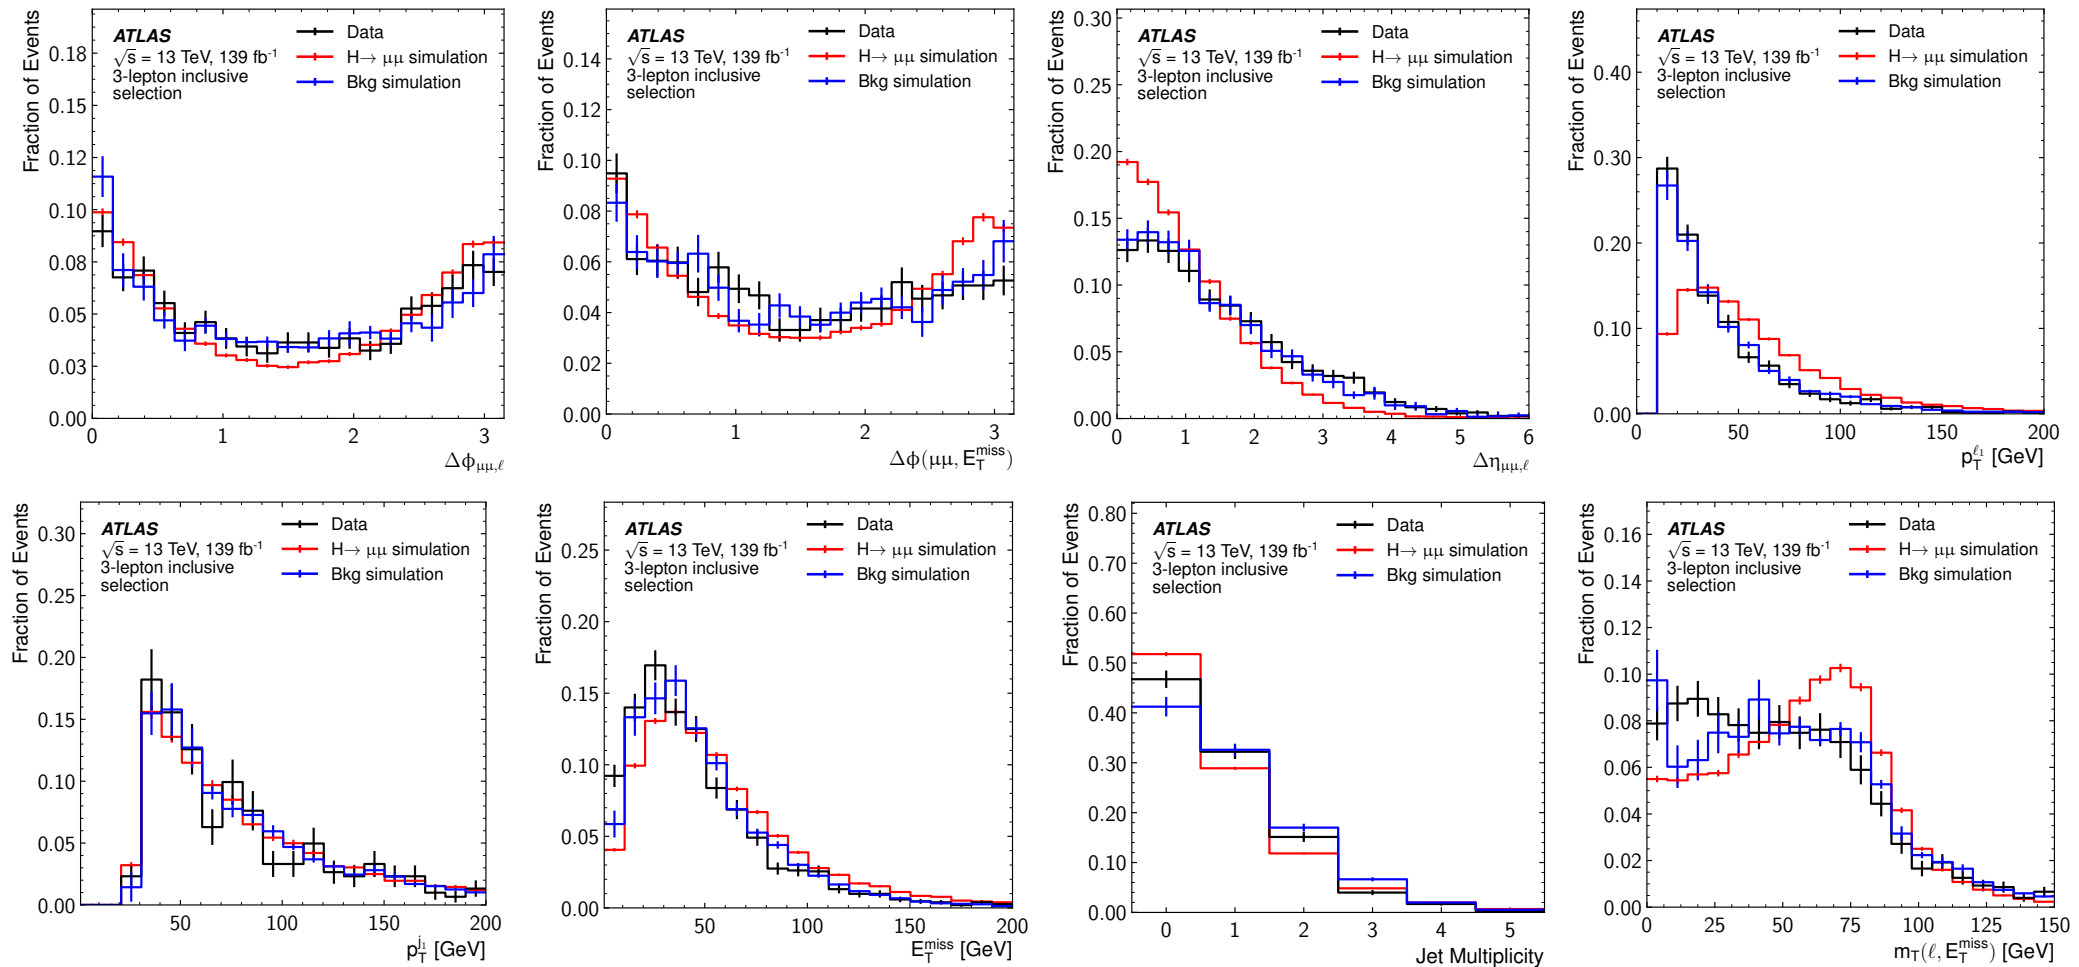 Fraction of Events
ATLAS
√s = 13 TeV, 139 fb⁻¹
3-lepton inclusive
selection
Data
H→ μμ simulation
Bkg simulation
0.18
0.15
0.12
0.10
0.08
0.05
0.03
0.00
0 1 2 3
Δϕμμ,ℓ
Fraction of Events
ATLAS
√s = 13 TeV, 139 fb⁻¹
3-lepton inclusive
selection
Data
H→ μμ simulation
Bkg simulation
0.14
0.12
0.10
0.08
0.06
0.04
0.02
0.00
0 1 2 3
Δϕ(μμ, E_T^miss)
Fraction of Events
ATLAS
√s = 13 TeV, 139 fb⁻¹
3-lepton inclusive
selection
Data
H→ μμ simulation
Bkg simulation
0.30
0.25
0.20
0.15
0.10
0.05
0.00
0 1 2 3 4 5 6
Δημμ,ℓ
Fraction of Events
ATLAS
√s = 13 TeV, 139 fb⁻¹
3-lepton inclusive
selection
Data
H→ μμ simulation
Bkg simulation
0.40
0.30
0.20
0.10
0.00
0 50 100 150 200
p_T^ℓ₁ [GeV]
Fraction of Events
ATLAS
√s = 13 TeV, 139 fb⁻¹
3-lepton inclusive
selection
Data
H→ μμ simulation
Bkg simulation
0.30
0.25
0.20
0.15
0.10
0.05
0.00
50 100 150 200
p_T^j₁ [GeV]
Fraction of Events
ATLAS
√s = 13 TeV, 139 fb⁻¹
3-lepton inclusive
selection
Data
H→ μμ simulation
Bkg simulation
0.25
0.20
0.15
0.10
0.05
0.00
50 100 150 200
E_T^miss [GeV]
Fraction of Events
ATLAS
√s = 13 TeV, 139 fb⁻¹
3-lepton inclusive
selection
Data
H→ μμ simulation
Bkg simulation
0.80
0.70
0.60
0.50
0.40
0.30
0.20
0.10
0.00
0 1 2 3 4 5
Jet Multiplicity
Fraction of Events
ATLAS
√s = 13 TeV, 139 fb⁻¹
3-lepton inclusive
selection
Data
H→ μμ simulation
Bkg simulation
0.16
0.14
0.12
0.10
0.08
0.06
0.04
0.02
0.00
0 25 50 75 100 125 150
m_T(ℓ, E_T^miss) [GeV]